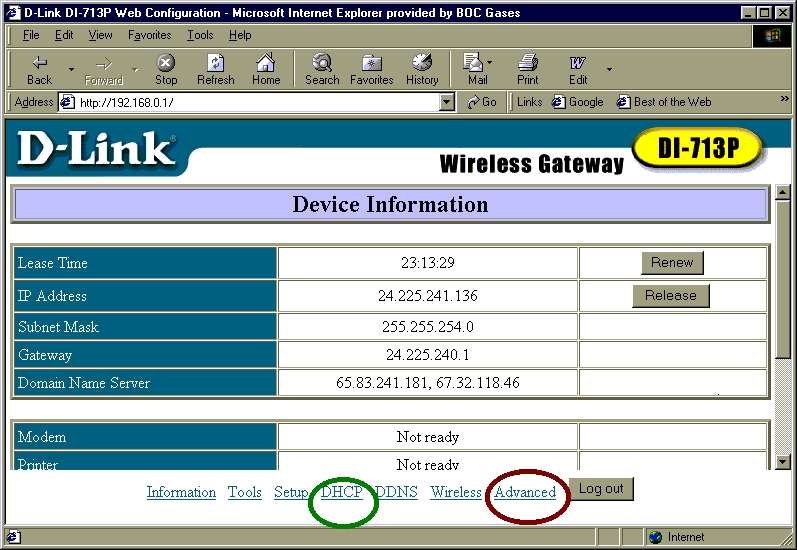 D-Link DI-713P Web Configuration - Microsoft Internet Explorer provided by BOC Gases
File Edit View Favorites Tools Help
Back Forward Stop Refresh Home Search Favorites History Mail Print Edit
Address http://192.168.0.1/ Go Links Google Best of the Web »
D-Link Wireless Gateway DI-713P
Device Information
Lease Time 23:13:29 Renew
IP Address 24.225.241.136 Release
Subnet Mask 255.255.254.0
Gateway 24.225.240.1
Domain Name Server 65.83.241.181, 67.32.118.46
Modem Not ready
Printer Not ready
Information Tools Setup DHCP DDNS Wireless Advanced Log out
Internet